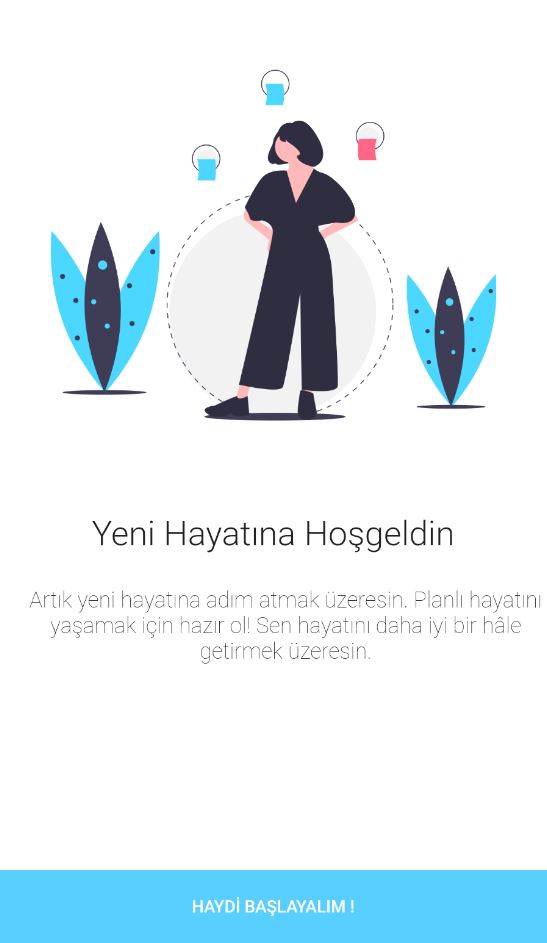 Yeni Hayatına Hoşgeldin
Artık yeni hayatına adım atmak üzeresin. Planlı hayatını
yaşamak için hazır ol! Sen hayatını daha iyi bir hâle
getirmek üzeresin.
HAYDİ BAŞLAYALIM !